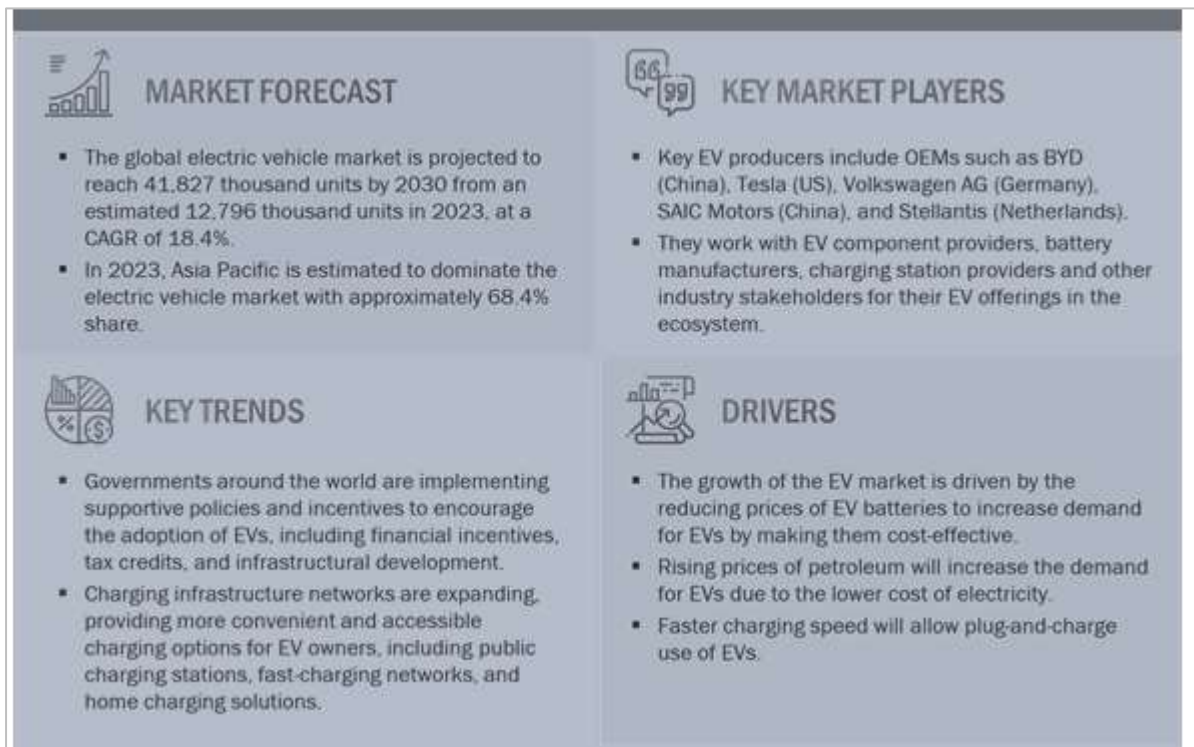 MARKET FORECAST
▪ The global electric vehicle market is projected to
reach 41,827 thousand units by 2030 from an
estimated 12,796 thousand units in 2023, at a
CAGR of 18.4%.
▪ In 2023, Asia Pacific is estimated to dominate the
electric vehicle market with approximately 68.4%
share.
66
99
KEY MARKET PLAYERS
▪ Key EV producers include OEMs such as BYD
(China), Tesla (US), Volkswagen AG (Germany),
SAIC Motors (China), and Stellantis (Netherlands).
▪ They work with EV component providers, battery
manufacturers, charging station providers and other
industry stakeholders for their EV offerings in the
ecosystem.
%
$
KEY TRENDS
▪ Governments around the world are implementing
supportive policies and incentives to encourage
the adoption of EVs, including financial incentives,
tax credits, and infrastructural development.
▪ Charging infrastructure networks are expanding,
providing more convenient and accessible
charging options for EV owners, including public
charging stations, fast-charging networks, and
home charging solutions.
DRIVERS
▪ The growth of the EV market is driven by the
reducing prices of EV batteries to increase demand
for EVs by making them cost-effective.
▪ Rising prices of petroleum will increase the demand
for EVs due to the lower cost of electricity.
▪ Faster charging speed will allow plug-and-charge
use of EVs.